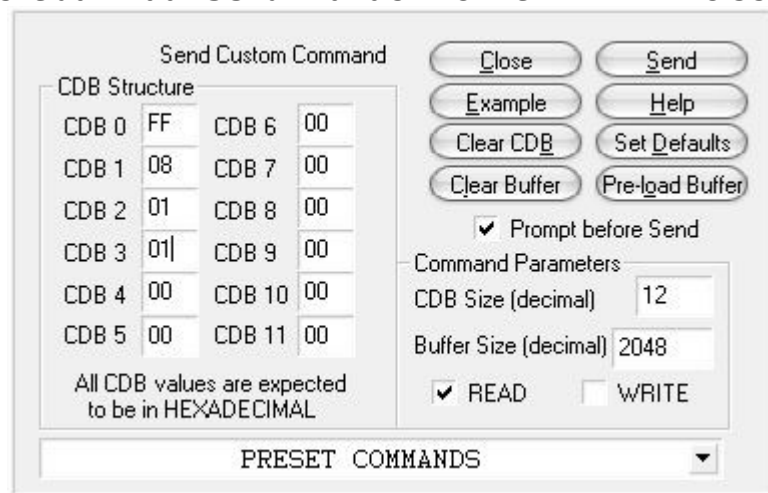 Send Custom Command
Close Send
CDB Structure
Example Help
CDB 0 FF CDB 6 00
Clear CDB Set Defaults
CDB 1 08 CDB 7 00
Clear Buffer Pre-load Buffer
CDB 2 01 CDB 8 00
Prompt before Send
CDB 3 01 CDB 9 00
Command Parameters
CDB 4 00 CDB 10 00
CDB Size (decimal) 12
CDB 5 00 CDB 11 00
Buffer Size (decimal) 2048
All CDB values are expected
to be in HEXADECIMAL
READ WRITE
PRESET COMMANDS